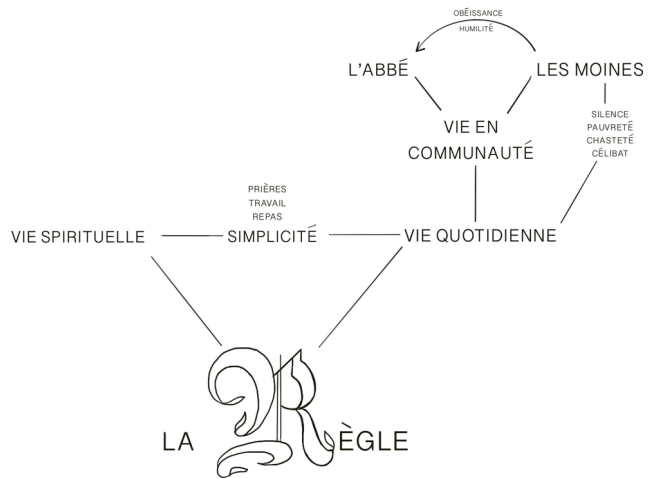 OBÉISSANCE
HUMILITÉ
L'ABBÉ
LES MOINES
SILENCE
PAUVRETÉ
CHASTETÉ
CÉLIBAT
VIE EN
COMMUNAUTÉ
PRIÈRES
TRAVAIL
REPAS
VIE SPIRITUELLE
SIMPLICITÉ
VIE QUOTIDIENNE
LA RÈGLE